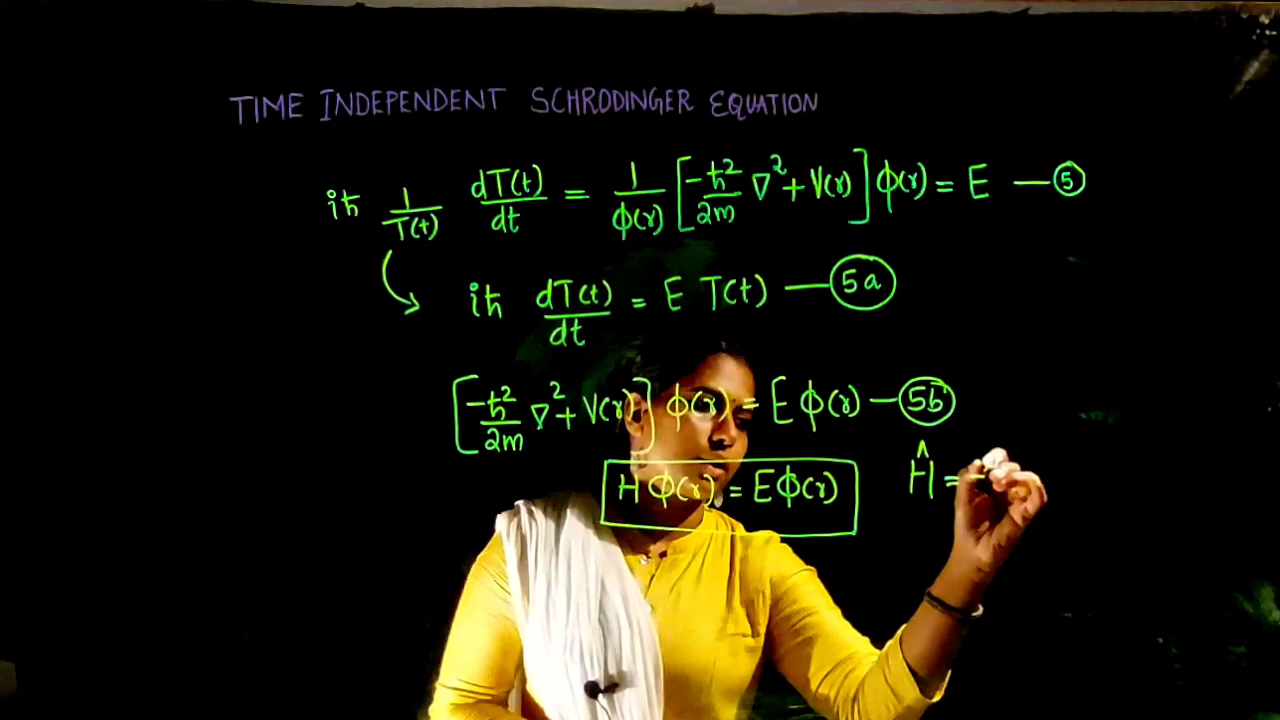 TIME INDEPENDENT SCHRODINGER EQUATION
iħ 1/T(t) dT(t)/dt = 1/ϕ(r) [-ħ²/2m ∇² + V(r)] ϕ(r) = E — 5
iħ dT(t)/dt = E T(t) — 5a
[-ħ²/2m ∇² + V(r)] ϕ(r) = E ϕ(r) — 5b
H ϕ(r) = E ϕ(r)
Ĥ = -